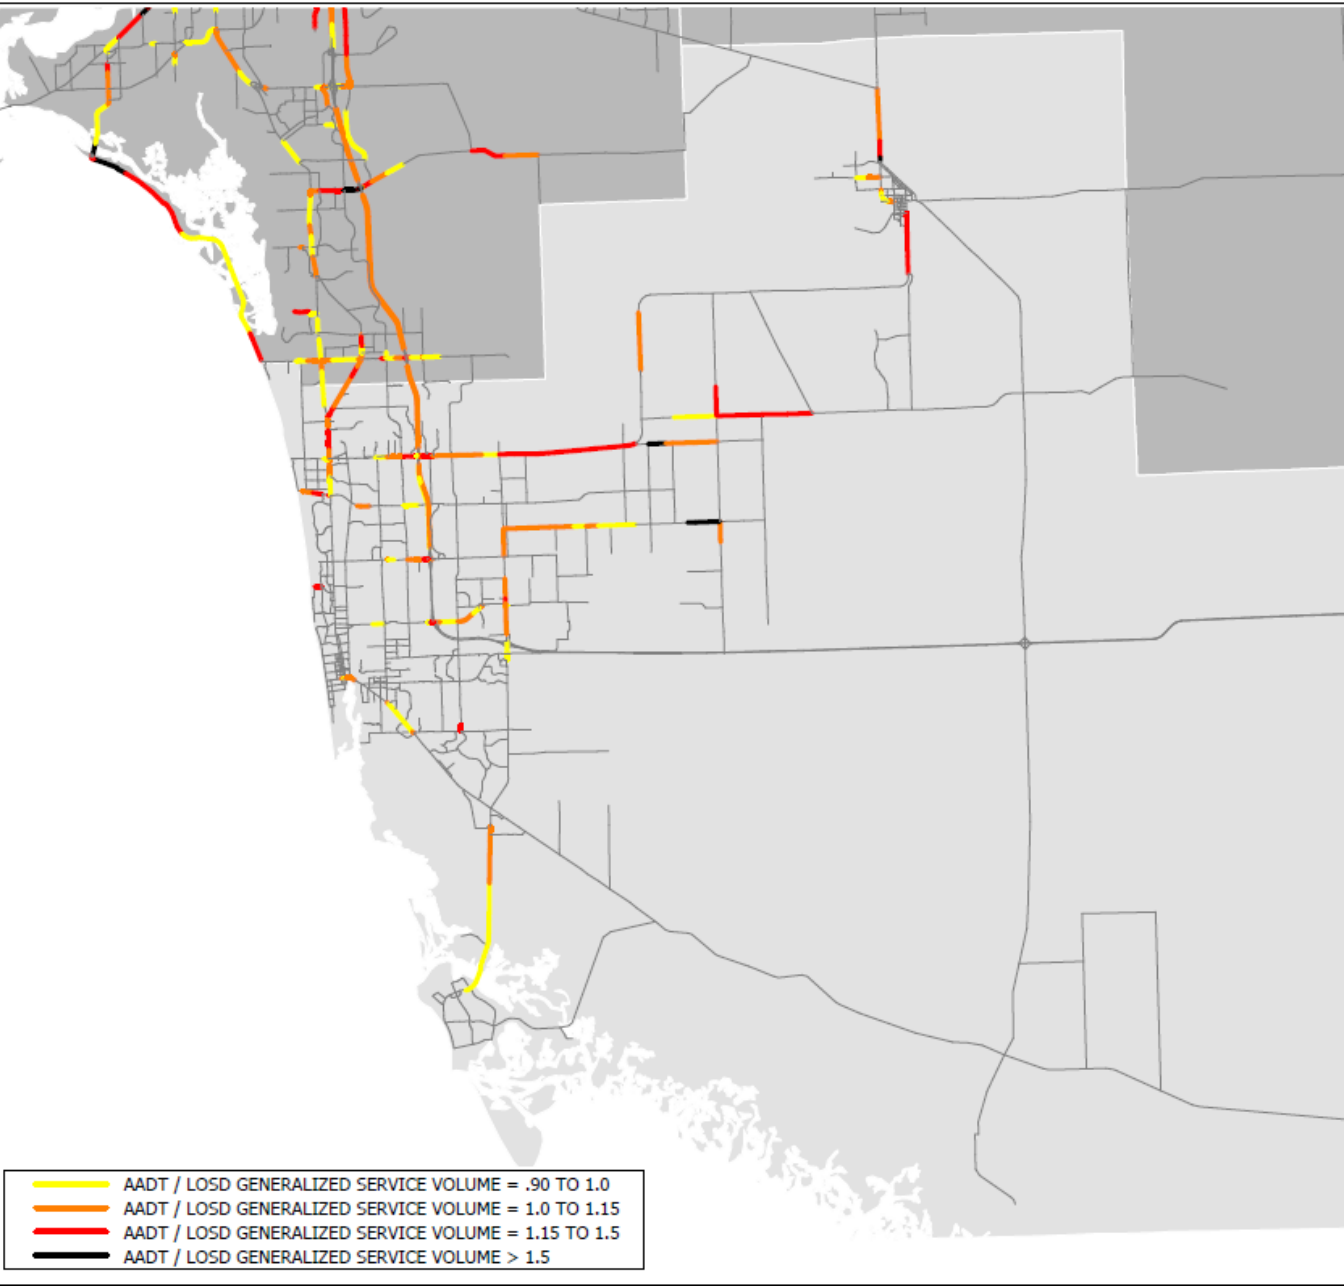 AADT / LOSD GENERALIZED SERVICE VOLUME = .90 TO 1.0
AADT / LOSD GENERALIZED SERVICE VOLUME = 1.0 TO 1.15
AADT / LOSD GENERALIZED SERVICE VOLUME = 1.15 TO 1.5
AADT / LOSD GENERALIZED SERVICE VOLUME > 1.5